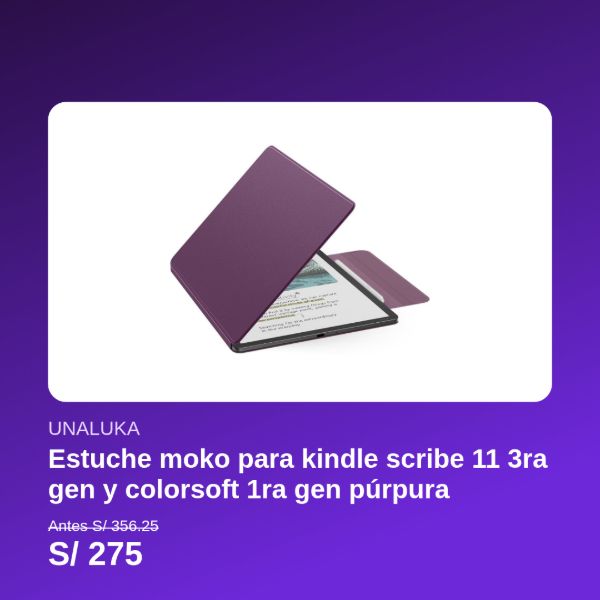 UNALUKA
Estuche moko para kindle scribe 11 3ra
gen y colorsoft 1ra gen púrpura
Antes S/ 356.25
S/ 275